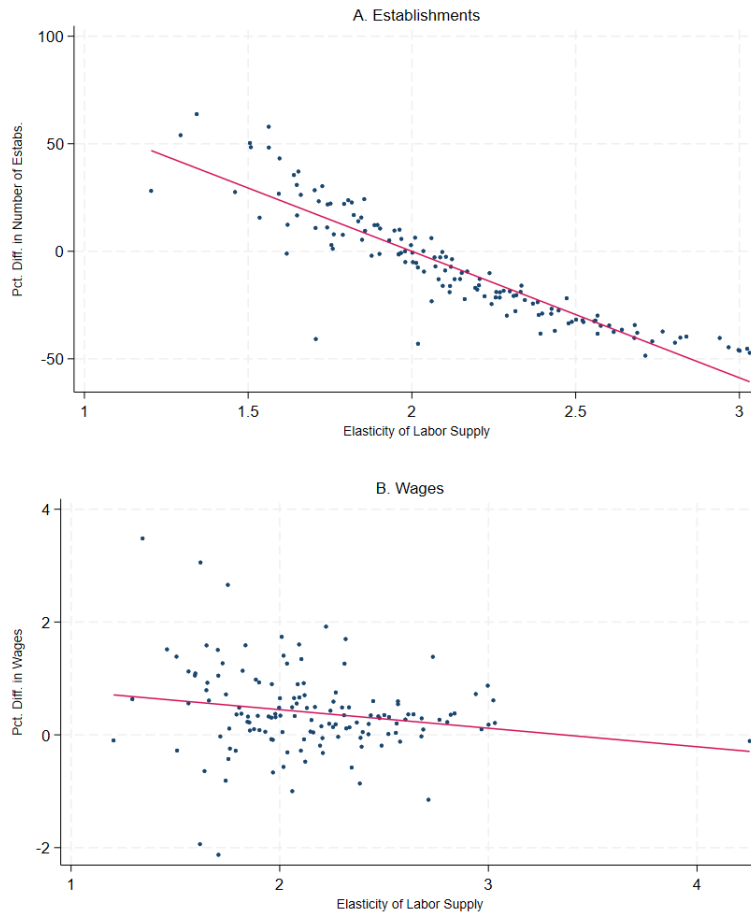 A. Establishments
Pct. Diff. in Number of Estabs.
100
50
0
-50
1
1.5
2
2.5
3
Elasticity of Labor Supply
B. Wages
Pct. Diff. in Wages
4
2
0
-2
1
2
3
4
Elasticity of Labor Supply